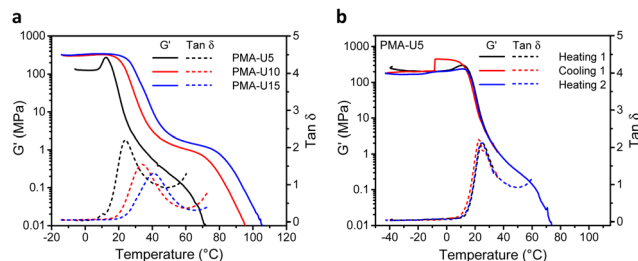 a
G' Tan δ
PMA-U5
PMA-U10
PMA-U15
G' (MPa)
1000
100
10
1
0.1
0.01
Tan δ
5
4
3
2
1
0
-20 0 20 40 60 80 100 120
Temperature (°C)
b
PMA-U5 G' Tan δ
Heating 1
Cooling 1
Heating 2
G' (MPa)
1000
100
10
1
0.1
0.01
Tan δ
5
4
3
2
1
0
-40 -20 0 20 40 60 80 100
Temperature (°C)